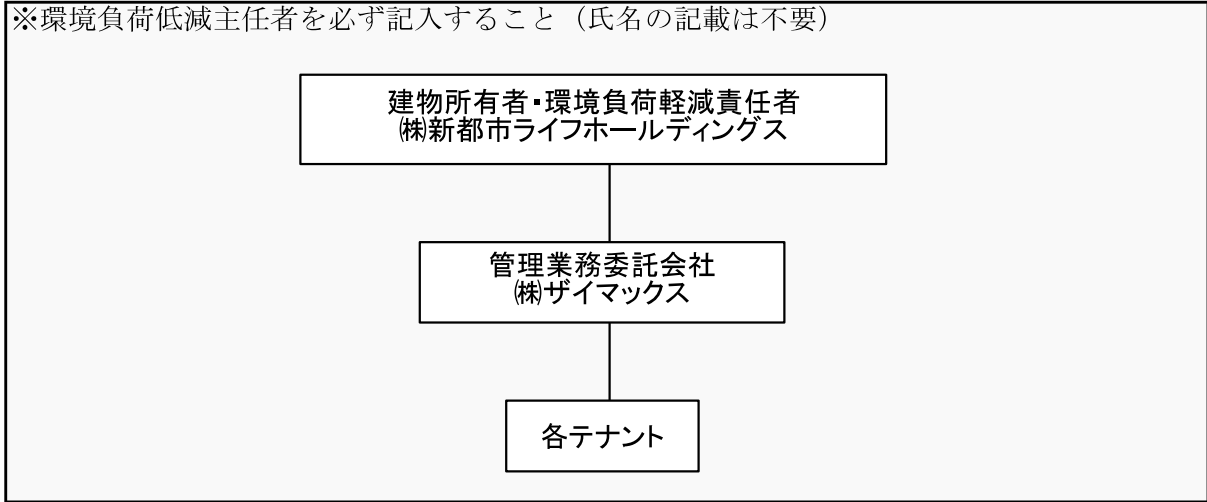 ※環境負荷低減主任者を必ず記入すること（氏名の記載は不要）
建物所有者・環境負荷軽減責任者
㈱新都市ライフホールディングス
管理業務委託会社
㈱ザイマックス
各テナント